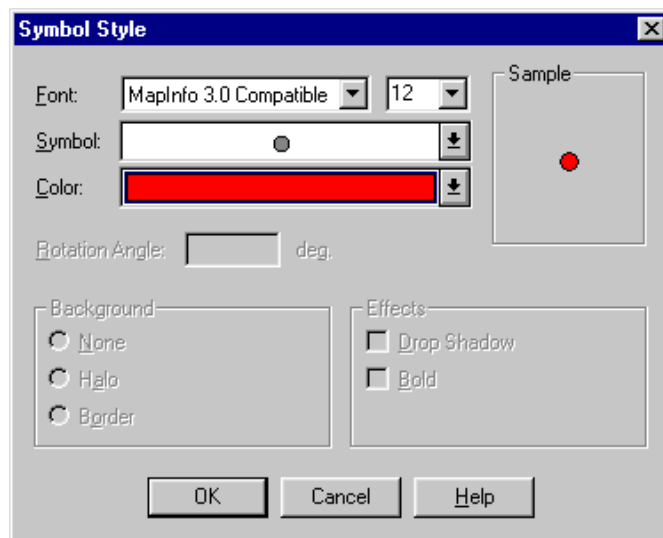 Symbol Style
Sample
Font: MapInfo 3.0 Compatible 12
Symbol:
Color:
Rotation Angle: deg.
Background
None
Halo
Border
Effects
Drop Shadow
Bold
OK Cancel Help